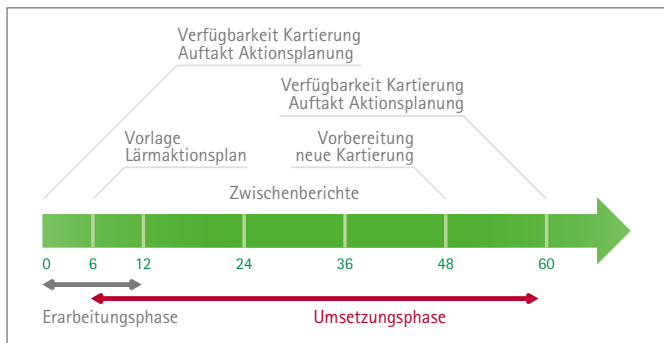 Verfügbarkeit Kartierung
Auftakt Aktionsplanung
Verfügbarkeit Kartierung
Auftakt Aktionsplanung
Vorlage
Lärmaktionsplan
Vorbereitung
neue Kartierung
Zwischenberichte
0 6 12 24 36 48 60
Erarbeitungsphase
Umsetzungsphase